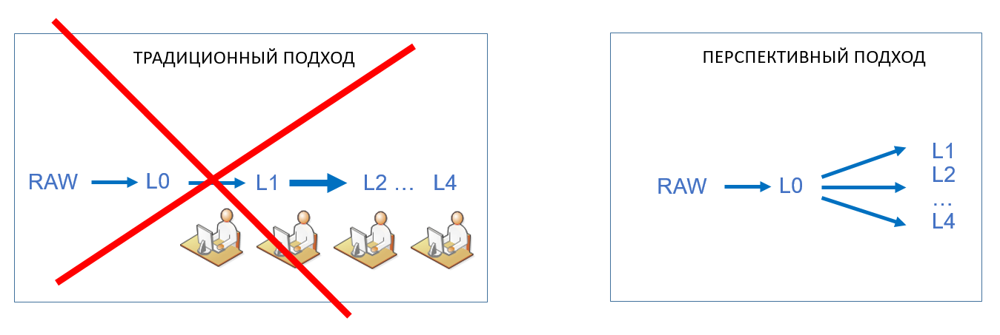 ТРАДИЦИОННЫЙ ПОДХОД
RAW L0 L1 L2 ... L4
ПЕРСПЕКТИВНЫЙ ПОДХОД
RAW L0
L1
L2
...
L4